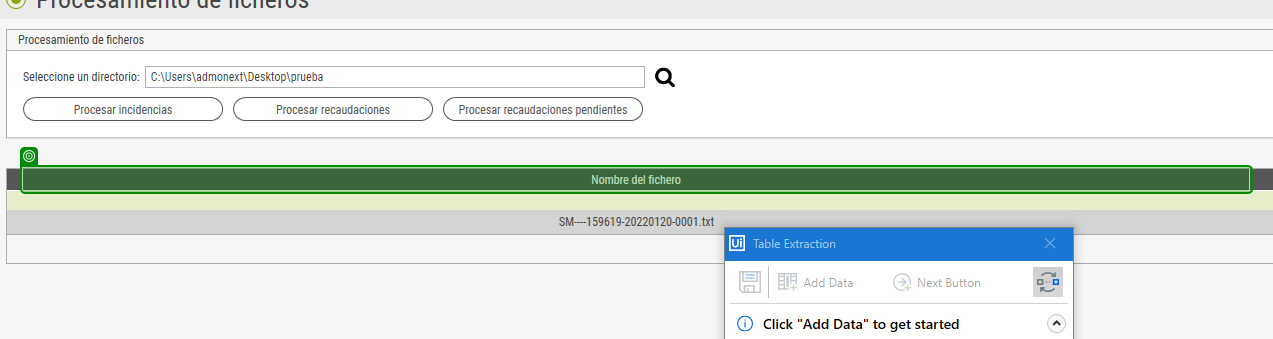 Procesamiento de ficheros
Procesamiento de ficheros
Seleccione un directorio: C:\Users\admonext\Desktop\prueba
Procesar incidencias Procesar recaudaciones Procesar recaudaciones pendientes
Nombre del fichero
SM----159619-20220120-0001.txt
Ui Table Extraction
Add Data Next Button
Click "Add Data" to get started